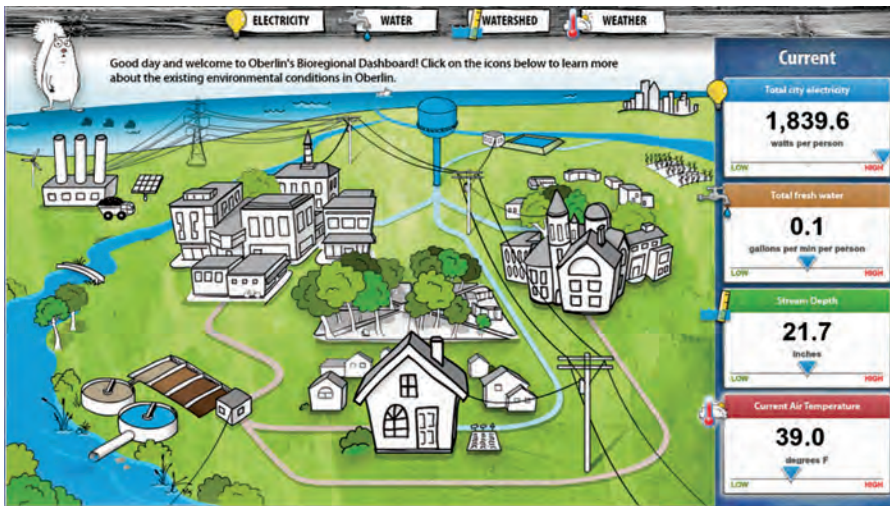 ELECTRICITY
WATER
WATERSHED
WEATHER
Good day and welcome to Oberlin's Bioregional Dashboard! Click on the icons below to learn more
about the existing environmental conditions in Oberlin.
Current
Total city electricity
1,839.6
watts per person
LOW HIGH
Total fresh water
0.1
gallons per min per person
LOW HIGH
Stream Depth
21.7
inches
LOW HIGH
Current Air Temperature
39.0
degrees F
LOW HIGH